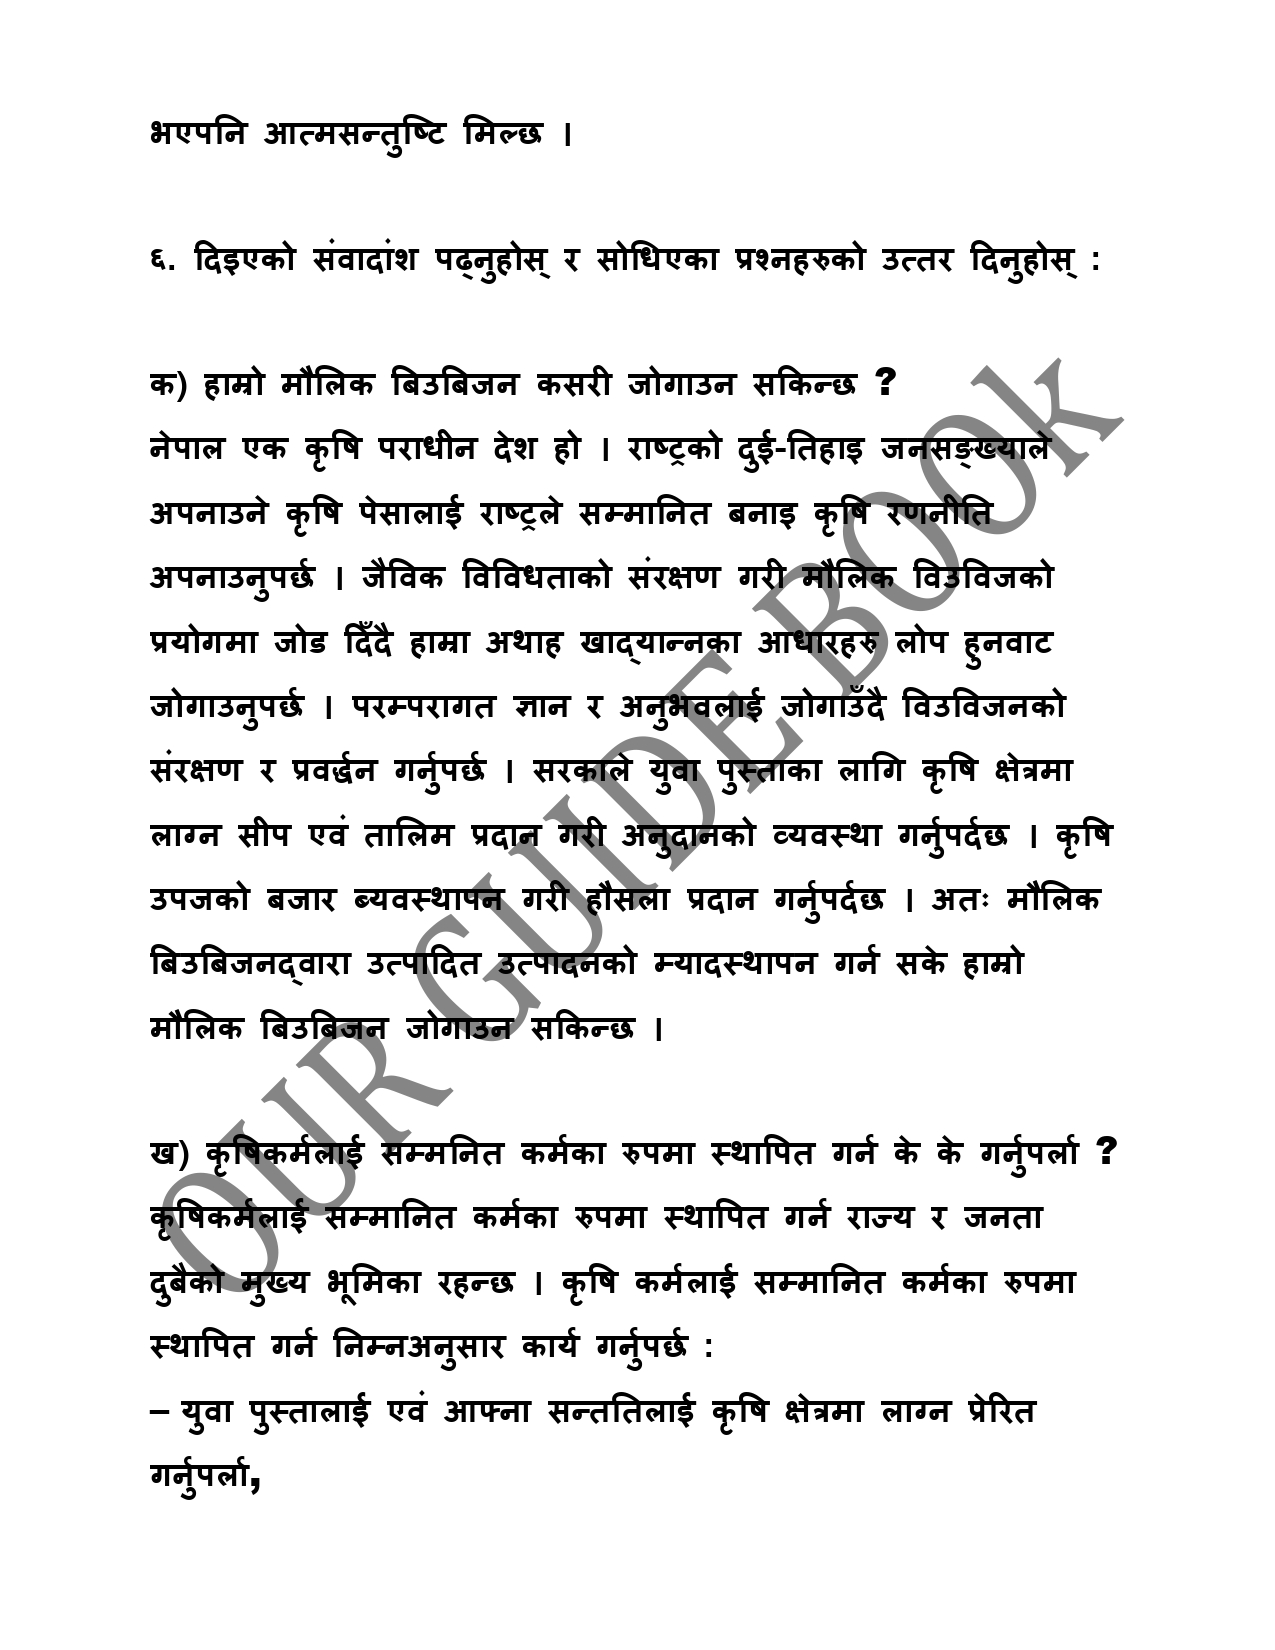 भएपनि आत्मसन्तुष्टि मिल्छ ।
६. दिइएको संवादांश पढ्नुहोस् र सोधिएका प्रश्नहरुको उत्तर दिनुहोस् :
क) हाम्रो मौलिक बिउबिजन कसरी जोगाउन सकिन्छ ?
नेपाल एक कृषि पराधीन देश हो । राष्ट्रको दुई-तिहाइ जनसङ्ख्याले
अपनाउने कृषि पेसालाई राष्ट्रले सम्मानित बनाइ कृषि रणनीति
अपनाउनुपर्छ । जैविक विविधताको संरक्षण गरी मौलिक विउविजको
प्रयोगमा जोड दिँदै हाम्रा अथाह खाद्यान्नका आधारहरु लोप हुनवाट
जोगाउनुपर्छ । परम्परागत ज्ञान र अनुभवलाई जोगाउँदै विउविजनको
संरक्षण र प्रवर्द्धन गर्नुपर्छ । सरकाले युवा पुस्ताका लागि कृषि क्षेत्रमा
लाग्न सीप एवं तालिम प्रदान गरी अनुदानको व्यवस्था गर्नुपर्दछ । कृषि
उपजको बजार ब्यवस्थापन गरी हौसला प्रदान गर्नुपर्दछ । अतः मौलिक
बिउबिजनद्वारा उत्पादित उत्पादनको म्यादस्थापन गर्न सके हाम्रो
मौलिक बिउबिजन जोगाउन सकिन्छ ।
ख) कृषिकर्मलाई सम्मनित कर्मका रुपमा स्थापित गर्न के के गर्नुपर्ला ?
कृषिकर्मलाई सम्मानित कर्मका रुपमा स्थापित गर्न राज्य र जनता
दुबैको मुख्य भूमिका रहन्छ । कृषि कर्मलाई सम्मानित कर्मका रुपमा
स्थापित गर्न निम्नअनुसार कार्य गर्नुपर्छ :
– युवा पुस्तालाई एवं आफ्ना सन्ततिलाई कृषि क्षेत्रमा लाग्न प्रेरित
गर्नुपर्ला,
OUR GUIDE BOOk